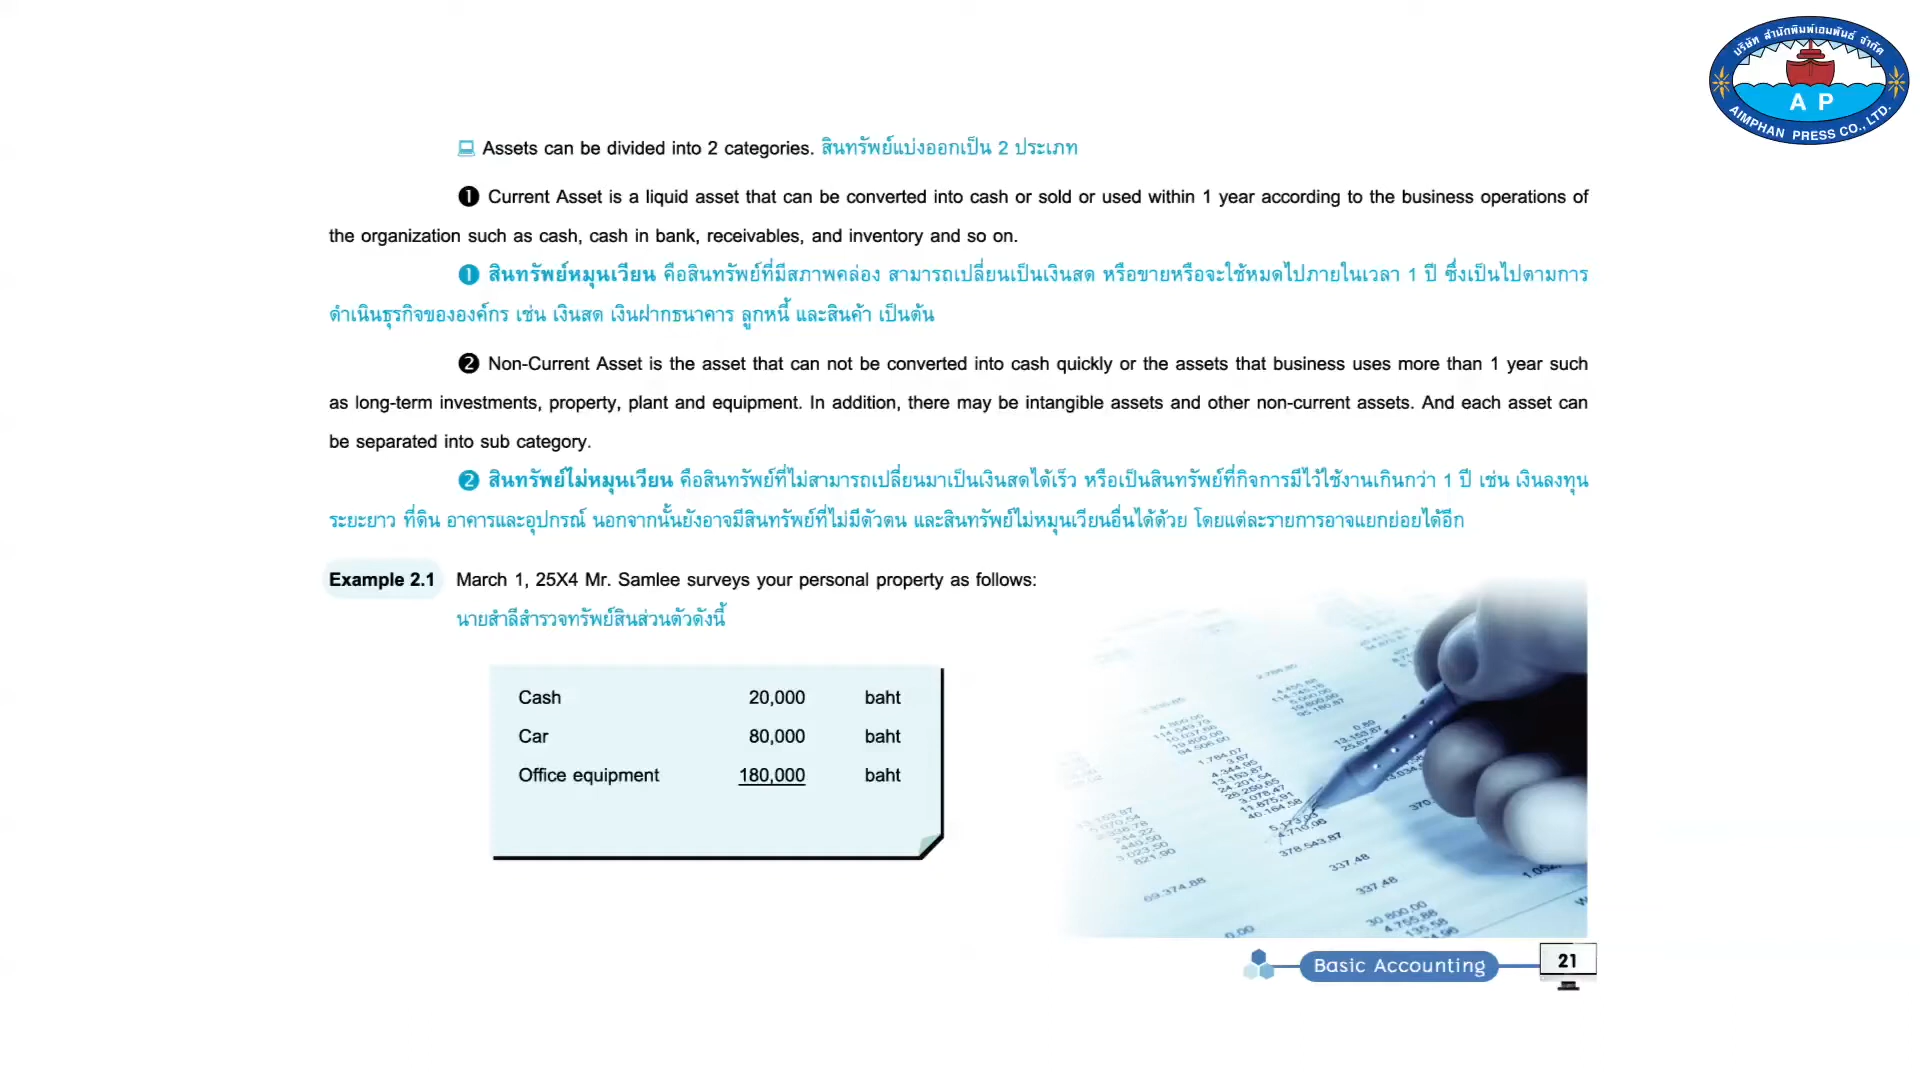 บริษัท สำนักพิมพ์เอมพันธ์ จำกัด
A P
AIMPHAN PRESS CO., LTD.
Assets can be divided into 2 categories. สินทรัพย์แบ่งออกเป็น 2 ประเภท
❶ Current Asset is a liquid asset that can be converted into cash or sold or used within 1 year according to the business operations of
the organization such as cash, cash in bank, receivables, and inventory and so on.
❶ สินทรัพย์หมุนเวียน คือสินทรัพย์ที่มีสภาพคล่อง สามารถเปลี่ยนเป็นเงินสด หรือขายหรือจะใช้หมดไปภายในเวลา 1 ปี ซึ่งเป็นไปตามการ
ดำเนินธุรกิจขององค์กร เช่น เงินสด เงินฝากธนาคาร ลูกหนี้ และสินค้า เป็นต้น
❷ Non-Current Asset is the asset that can not be converted into cash quickly or the assets that business uses more than 1 year such
as long-term investments, property, plant and equipment. In addition, there may be intangible assets and other non-current assets. And each asset can
be separated into sub category.
❷ สินทรัพย์ไม่หมุนเวียน คือสินทรัพย์ที่ไม่สามารถเปลี่ยนมาเป็นเงินสดได้เร็ว หรือเป็นสินทรัพย์ที่กิจการมีไว้ใช้งานเกินกว่า 1 ปี เช่น เงินลงทุน
ระยะยาว ที่ดิน อาคารและอุปกรณ์ นอกจากนั้นยังอาจมีสินทรัพย์ที่ไม่มีตัวตน และสินทรัพย์ไม่หมุนเวียนอื่นได้ด้วย โดยแต่ละรายการอาจแยกย่อยได้อีก
Example 2.1 March 1, 25X4 Mr. Samlee surveys your personal property as follows:
นายสำลีสำรวจทรัพย์สินส่วนตัวดังนี้
Cash 20,000 baht
Car 80,000 baht
Office equipment 180,000 baht
378,543.87
337.48
337.48
69,374.88
30,800.00
4,755.88
135.58
Basic Accounting 21